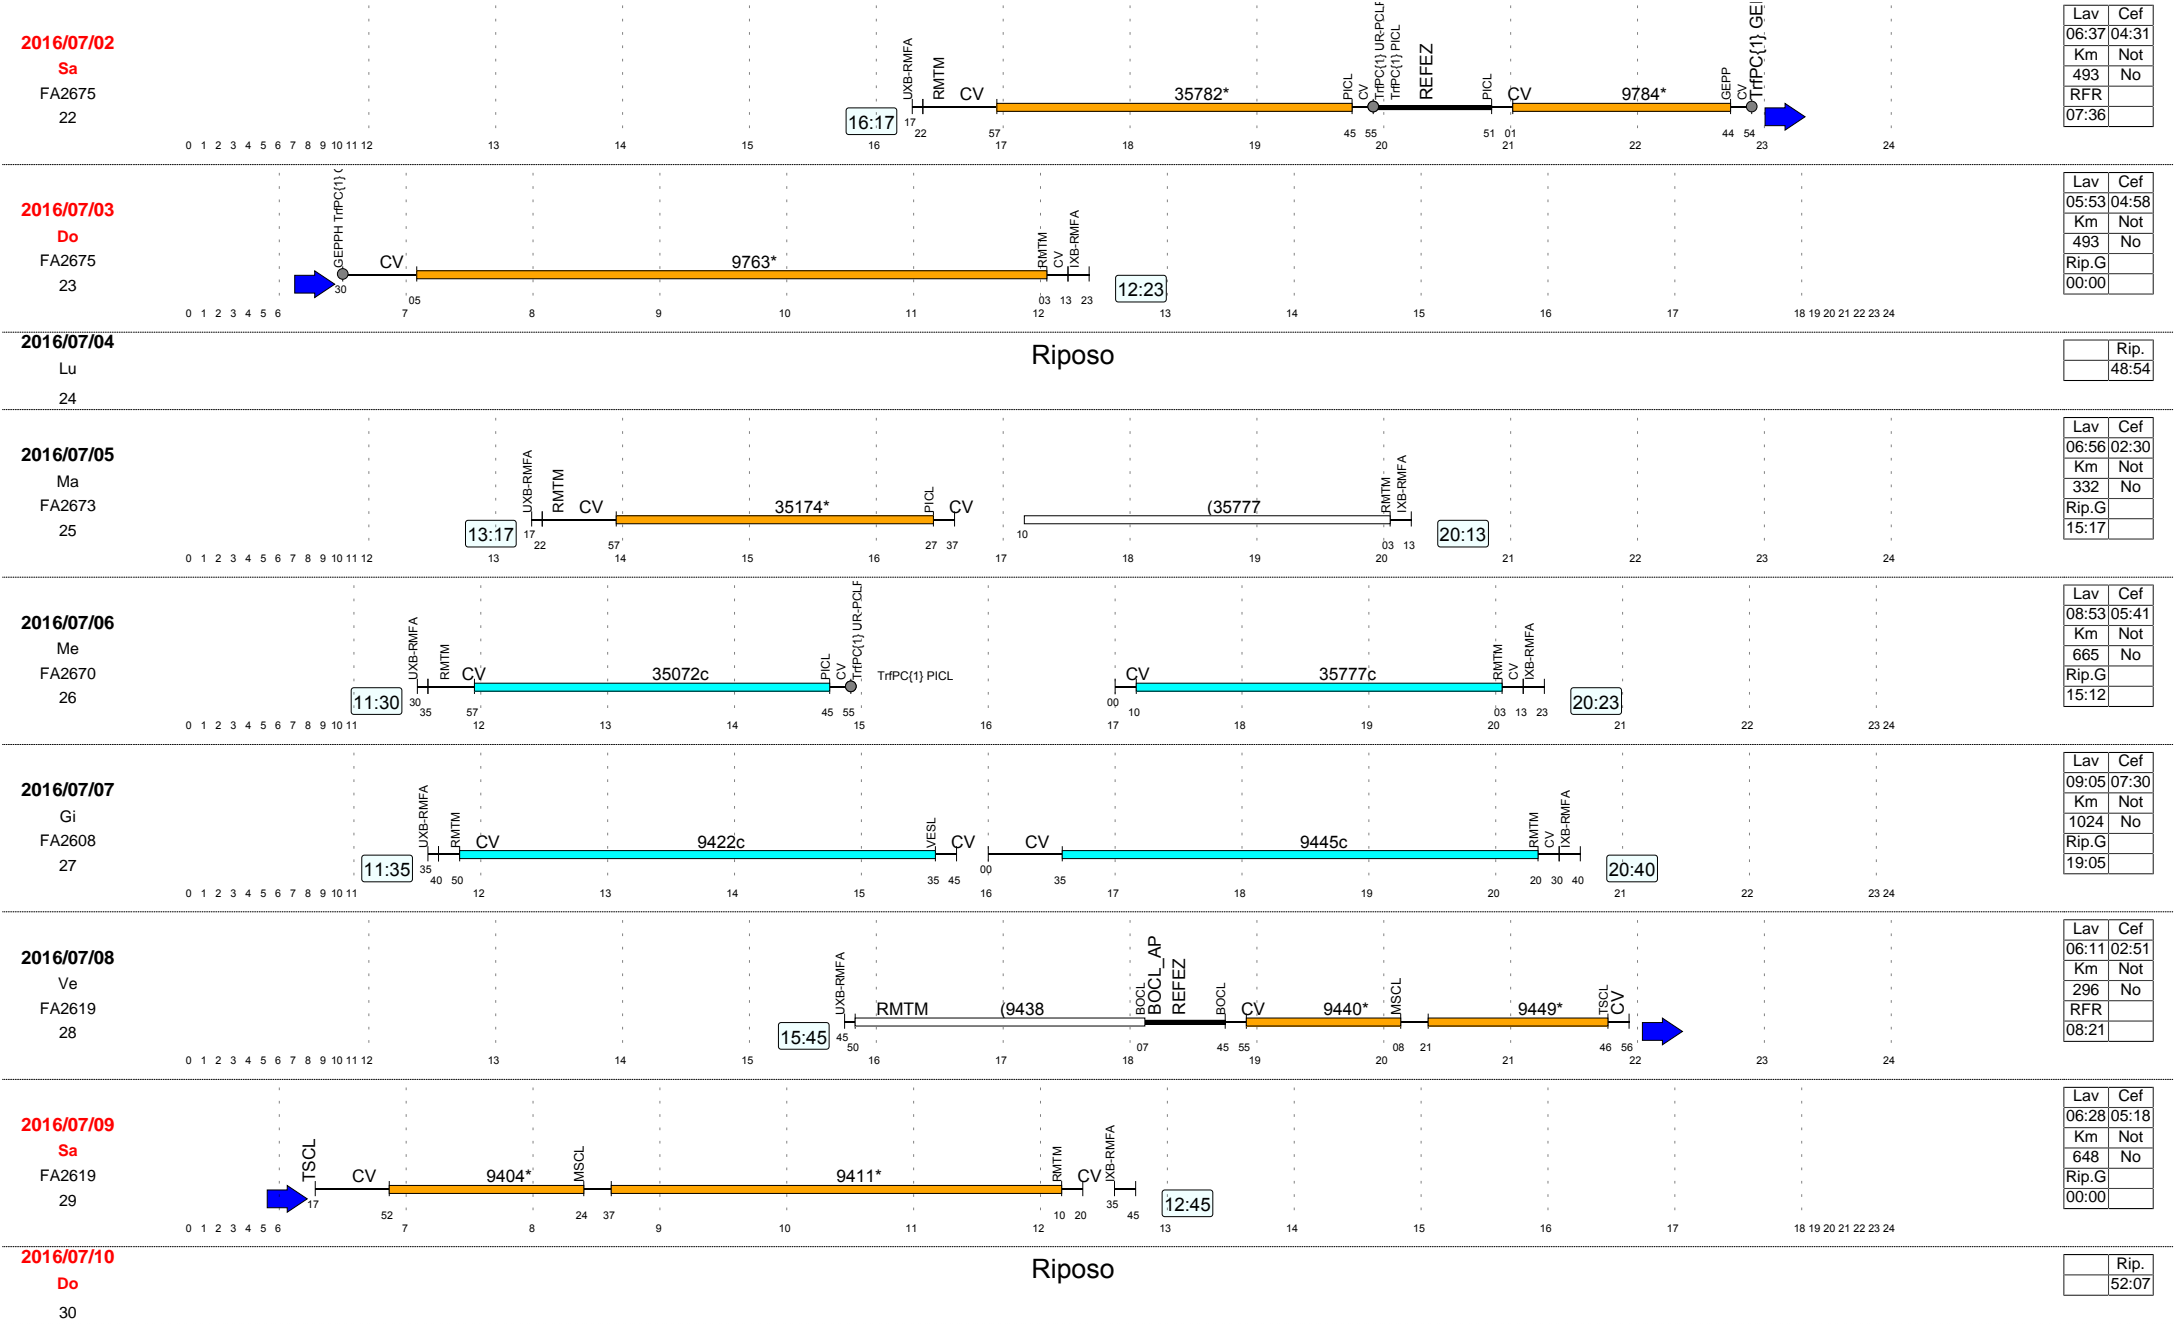 2016/07/02
Sa
FA2675
22
16:17
UXB-RMFA
RMTM
CV
35782*
PICL
CV
TrfPC{1} UR-PCLF
TrfPC{1} PICL
REFEZ
PICL
CV
9784*
GEPP
CV
TrfPC{1} GE
17 22 57 45 55 51 01 44 54
0 1 2 3 4 5 6 7 8 9 10 11 12 13 14 15 16 17 18 19 20 21 22 23 24
Lav Cef
06:37 04:31
Km Not
493 No
RFR
07:36
2016/07/03
Do
FA2675
23
GEPPH TrfPC{1}
CV
9763*
RMTM
CV
IXB-RMFA
12:23
30 05 03 13 23
0 1 2 3 4 5 6 7 8 9 10 11 12 13 14 15 16 17 18 19 20 21 22 23 24
Lav Cef
05:53 04:58
Km Not
493 No
Rip.G
00:00
2016/07/04
Lu
24
Riposo
Rip.
48:54
2016/07/05
Ma
FA2673
25
13:17
UXB-RMFA
RMTM
CV
35174*
PICL
CV
(35777
RMTM
IXB-RMFA
20:13
17 22 57 27 37 10 03 13
0 1 2 3 4 5 6 7 8 9 10 11 12 13 14 15 16 17 18 19 20 21 22 23 24
Lav Cef
06:56 02:30
Km Not
332 No
Rip.G
15:17
2016/07/06
Me
FA2670
26
11:30
UXB-RMFA
RMTM
CV
35072c
PICL
CV
TrfPC{1} UR-PCLF
TrfPC{1} PICL
CV
35777c
RMTM
CV
IXB-RMFA
20:23
30 35 57 45 55 00 10 03 13 23
0 1 2 3 4 5 6 7 8 9 10 11 12 13 14 15 16 17 18 19 20 21 22 23 24
Lav Cef
08:53 05:41
Km Not
665 No
Rip.G
15:12
2016/07/07
Gi
FA2608
27
11:35
UXB-RMFA
RMTM
CV
9422c
VESL
CV
CV
9445c
RMTM
CV
IXB-RMFA
20:40
35 40 50 35 45 00 35 20 30 40
0 1 2 3 4 5 6 7 8 9 10 11 12 13 14 15 16 17 18 19 20 21 22 23 24
Lav Cef
09:05 07:30
Km Not
1024 No
Rip.G
19:05
2016/07/08
Ve
FA2619
28
15:45
UXB-RMFA
RMTM
(9438
BOCL
BOCL_AP
REFEZ
BOCL
CV
9440*
MSCL
9449*
TSCL
CV
45 50 07 45 55 08 21 46 56
0 1 2 3 4 5 6 7 8 9 10 11 12 13 14 15 16 17 18 19 20 21 22 23 24
Lav Cef
06:11 02:51
Km Not
296 No
RFR
08:21
2016/07/09
Sa
FA2619
29
TSCL
CV
9404*
MSCL
9411*
RMTM
CV
IXB-RMFA
12:45
17 52 24 37 10 20 35 45
0 1 2 3 4 5 6 7 8 9 10 11 12 13 14 15 16 17 18 19 20 21 22 23 24
Lav Cef
06:28 05:18
Km Not
648 No
Rip.G
00:00
2016/07/10
Do
30
Riposo
Rip.
52:07